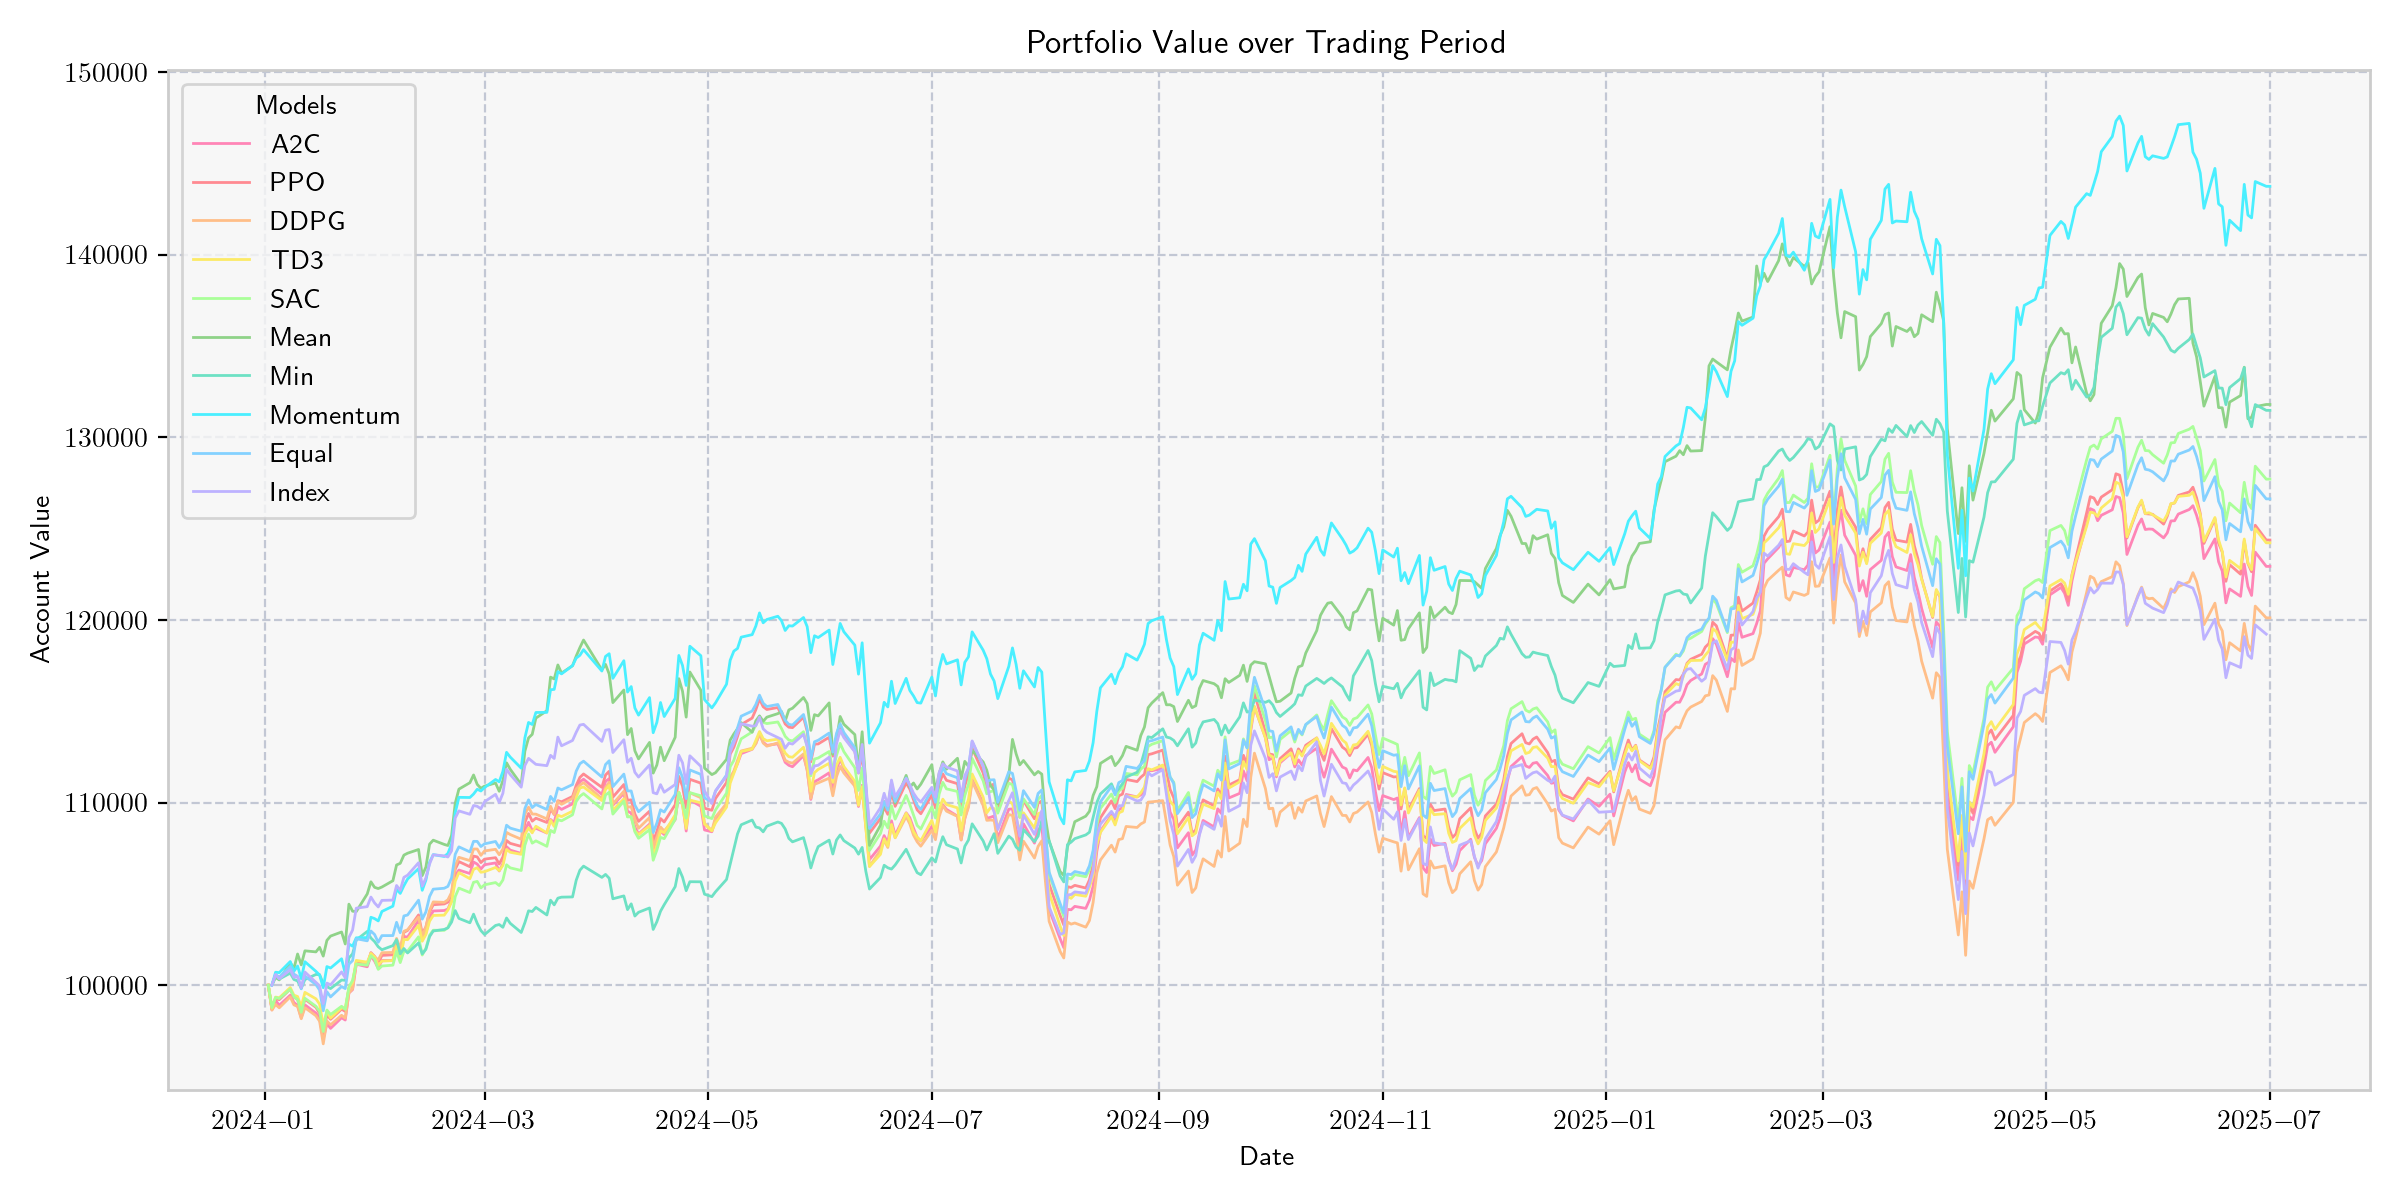 Portfolio Value over Trading Period
150000
140000
130000
120000
110000
100000
Account Value
Models
A2C
PPO
DDPG
TD3
SAC
Mean
Min
Momentum
Equal
Index
2024−01 2024−03 2024−05 2024−07 2024−09 2024−11 2025−01 2025−03 2025−05 2025−07
Date